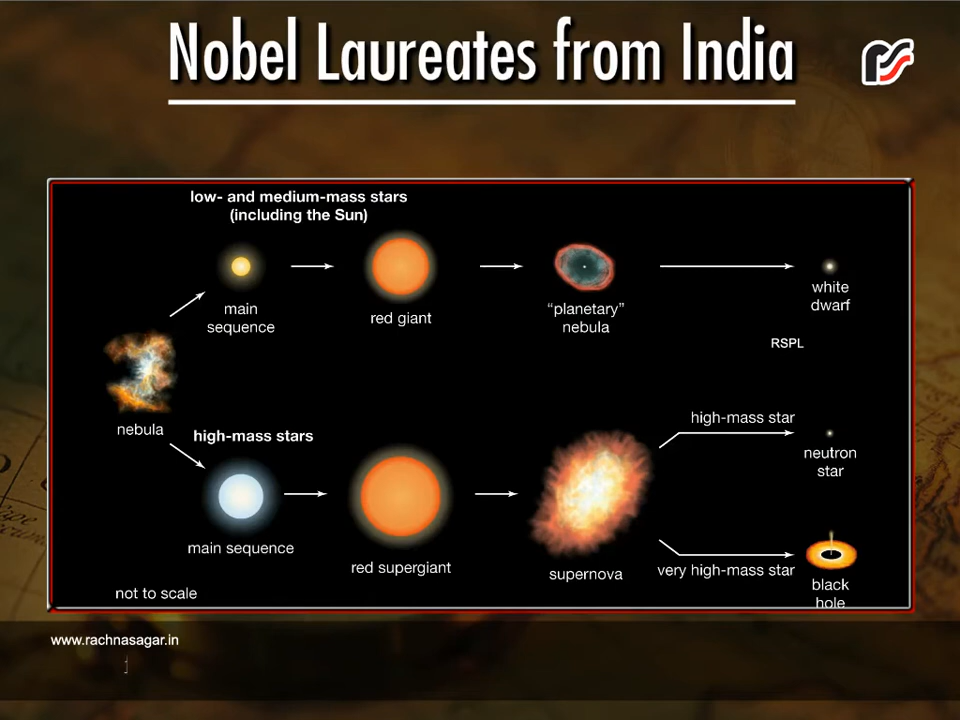 Nobel Laureates from India
low- and medium-mass stars
(including the Sun)
main
sequence
red giant
“planetary”
nebula
white
dwarf
RSPL
nebula
high-mass stars
main sequence
red supergiant
supernova
high-mass star
neutron
star
very high-mass star
black
hole
not to scale
www.rachnasagar.in